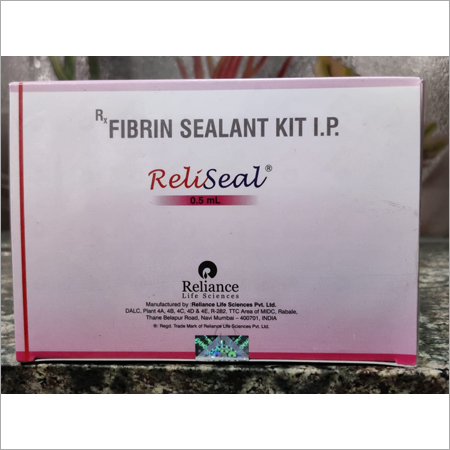 Rx FIBRIN SEALANT KIT I.P.
ReliSeal®
0.5 mL
Reliance
Life Sciences
Manufactured by :Reliance Life Sciences Pvt. Ltd.
DALC, Plant 4A, 4B, 4C, 4D & 4E, R-282, TTC Area of MIDC, Rabale,
Thane Belapur Road, Navi Mumbai - 400701, INDIA
®: Regd. Trade Mark of Reliance Life Sciences Pvt. Ltd.